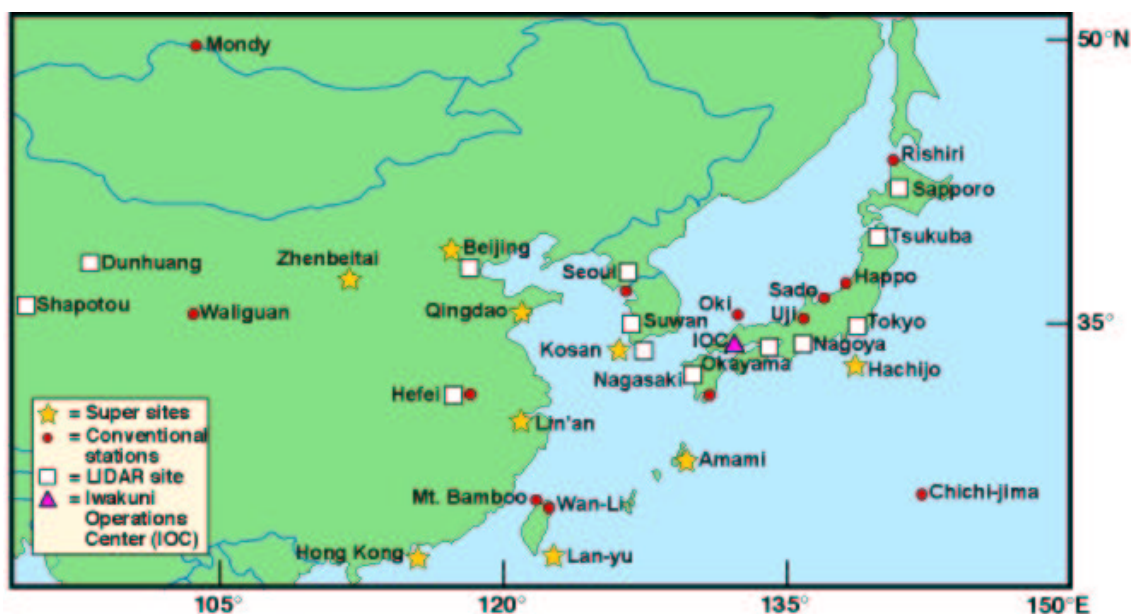 Mondy
50°N
Rishiri
Sapporo
Tsukuba
Beijing
Zhenbeitai
Dunhuang
Seoul
Happo
Sado
Shapotou
Waliguan
Qingdao
Oki
Uji
Suwan
Tokyo
35°
IOC
Kosan
Nagoya
Okayama
Nagasaki
Hachijo
Hefei
Lin'an
= Super sites
= Conventional
stations
= LIDAR site
= Iwakuni
Operations
Center (IOC)
Amami
Mt. Bamboo
Wan-Li
Chichi-jima
Hong Kong
Lan-yu
105°
120°
135°
150°E